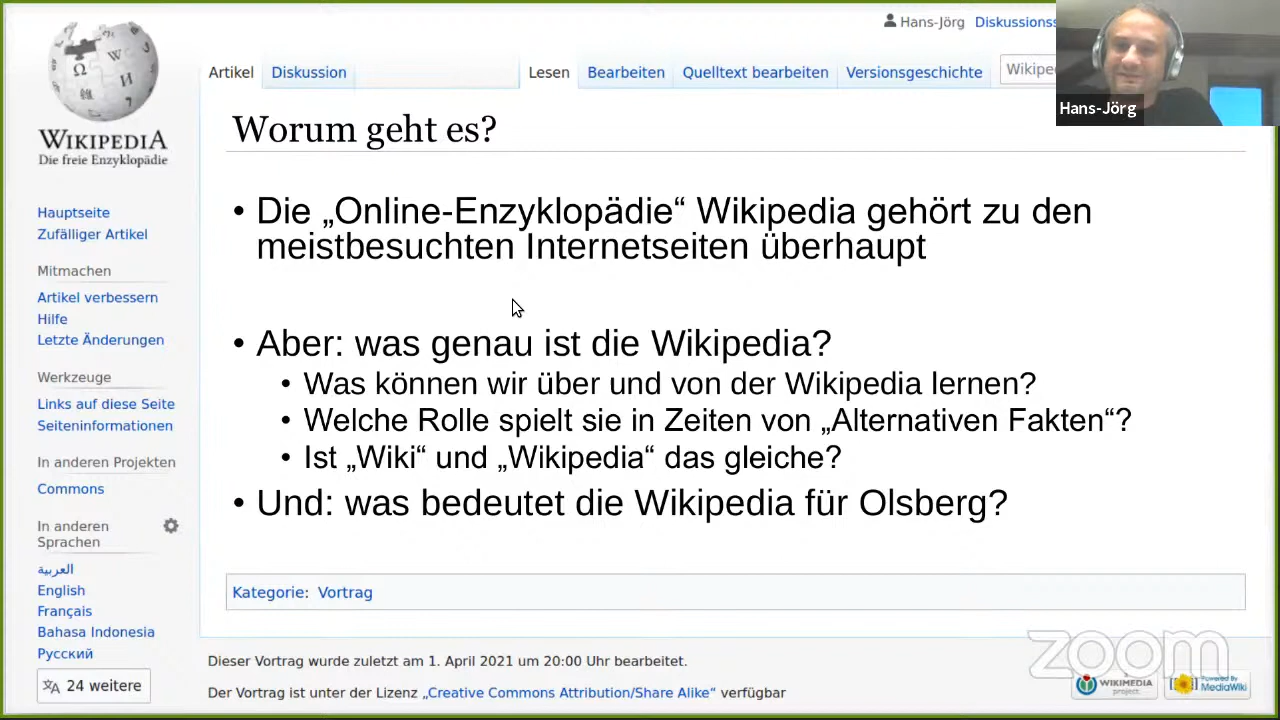 Hans-Jörg Diskussionss
Artikel Diskussion Lesen Bearbeiten Quelltext bearbeiten Versionsgeschichte Wikipe
Hans-Jörg
WIKIPEDIA
Die freie Enzyklopädie
Worum geht es?
• Die „Online-Enzyklopädie“ Wikipedia gehört zu den
meistbesuchten Internetseiten überhaupt
• Aber: was genau ist die Wikipedia?
• Was können wir über und von der Wikipedia lernen?
• Welche Rolle spielt sie in Zeiten von „Alternativen Fakten“?
• Ist „Wiki“ und „Wikipedia“ das gleiche?
• Und: was bedeutet die Wikipedia für Olsberg?
Kategorie: Vortrag
Hauptseite
Zufälliger Artikel
Mitmachen
Artikel verbessern
Hilfe
Letzte Änderungen
Werkzeuge
Links auf diese Seite
Seiteninformationen
In anderen Projekten
Commons
In anderen
Sprachen
العربية
English
Français
Bahasa Indonesia
Русский
24 weitere
Dieser Vortrag wurde zuletzt am 1. April 2021 um 20:00 Uhr bearbeitet.
Der Vortrag ist unter der Lizenz „Creative Commons Attribution/Share Alike“ verfügbar
zoom
WIKIMEDIA
project
Powered By
MediaWiki